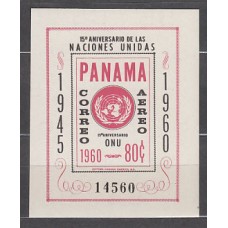 15º ANIVERSARIO DE LAS
NACIONES UNIDAS
1945
1960
PANAMA
CORREO
AEREO
15º ANIVERSARIO
ONU
1960
80¢
14560